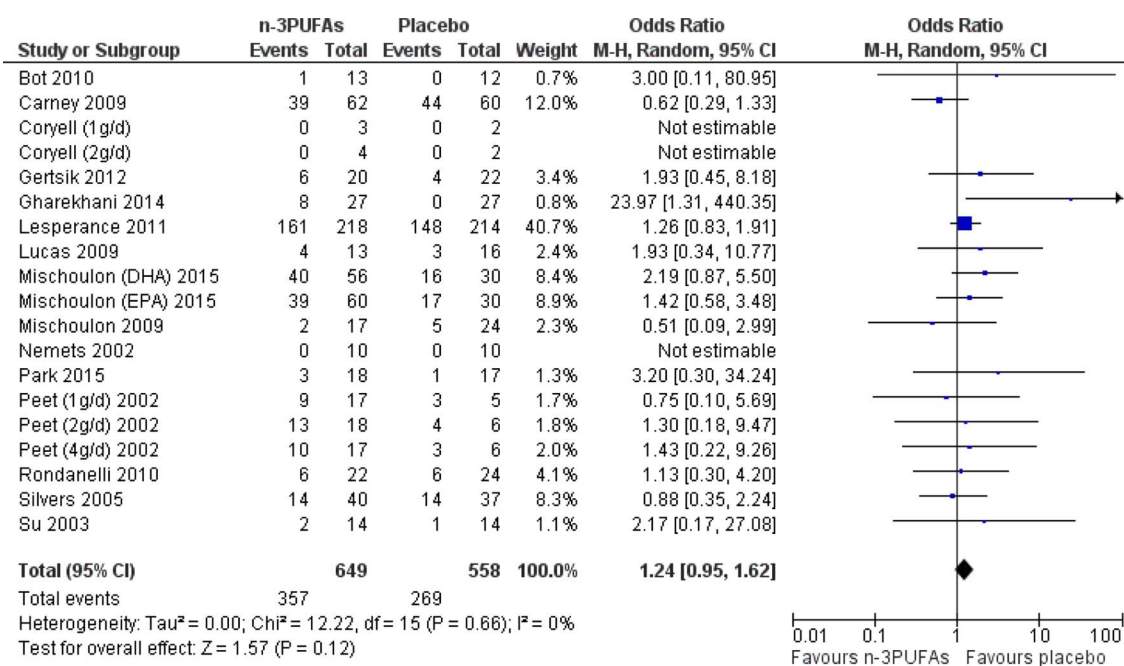 n-3PUFAs Placebo Odds Ratio Odds Ratio
Study or Subgroup Events Total Events Total Weight M-H, Random, 95% CI M-H, Random, 95% CI
Bot 2010 1 13 0 12 0.7% 3.00 [0.11, 80.95]
Carney 2009 39 62 44 60 12.0% 0.62 [0.29, 1.33]
Coryell (1g/d) 0 3 0 2 Not estimable
Coryell (2g/d) 0 4 0 2 Not estimable
Gertsik 2012 6 20 4 22 3.4% 1.93 [0.45, 8.18]
Gharekhani 2014 8 27 0 27 0.8% 23.97 [1.31, 440.35]
Lesperance 2011 161 218 148 214 40.7% 1.26 [0.83, 1.91]
Lucas 2009 4 13 3 16 2.4% 1.93 [0.34, 10.77]
Mischoulon (DHA) 2015 40 56 16 30 8.4% 2.19 [0.87, 5.50]
Mischoulon (EPA) 2015 39 60 17 30 8.9% 1.42 [0.58, 3.48]
Mischoulon 2009 2 17 5 24 2.3% 0.51 [0.09, 2.99]
Nemets 2002 0 10 0 10 Not estimable
Park 2015 3 18 1 17 1.3% 3.20 [0.30, 34.24]
Peet (1g/d) 2002 9 17 3 5 1.7% 0.75 [0.10, 5.69]
Peet (2g/d) 2002 13 18 4 6 1.8% 1.30 [0.18, 9.47]
Peet (4g/d) 2002 10 17 3 6 2.0% 1.43 [0.22, 9.26]
Rondanelli 2010 6 22 6 24 4.1% 1.13 [0.30, 4.20]
Silvers 2005 14 40 14 37 8.3% 0.88 [0.35, 2.24]
Su 2003 2 14 1 14 1.1% 2.17 [0.17, 27.08]
Total (95% CI) 649 558 100.0% 1.24 [0.95, 1.62]
Total events 357 269
Heterogeneity: Tau² = 0.00; Chi² = 12.22, df = 15 (P = 0.66); I² = 0%
Test for overall effect: Z = 1.57 (P = 0.12)
0.01 0.1 1 10 100
Favours n-3PUFAs Favours placebo